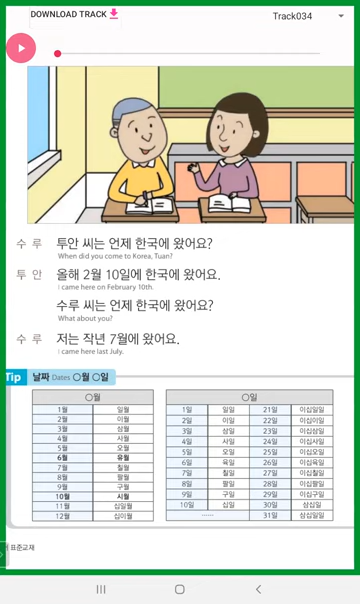 DOWNLOAD TRACK
Track034
수 루 투안 씨는 언제 한국에 왔어요?
When did you come to Korea, Tuan?
투 안 올해 2월 10일에 한국에 왔어요.
I came here on February 10th.
수루 씨는 언제 한국에 왔어요?
What about you?
수 루 저는 작년 7월에 왔어요.
I came here last July.
Tip 날짜 Dates 〇월 〇일
〇월
1월 일월
2월 이월
3월 삼월
4월 사월
5월 오월
6월 유월
7월 칠월
8월 팔월
9월 구월
10월 시월
11월 십일월
12월 십이월
〇일
1일 일일 21일 이십일일
2일 이일 22일 이십이일
3일 삼일 23일 이십삼일
4일 사일 24일 이십사일
5일 오일 25일 이십오일
6일 육일 26일 이십육일
7일 칠일 27일 이십칠일
8일 팔일 28일 이십팔일
9일 구일 29일 이십구일
10일 십일 30일 삼십일
…… 31일 삼십일일
표준교재